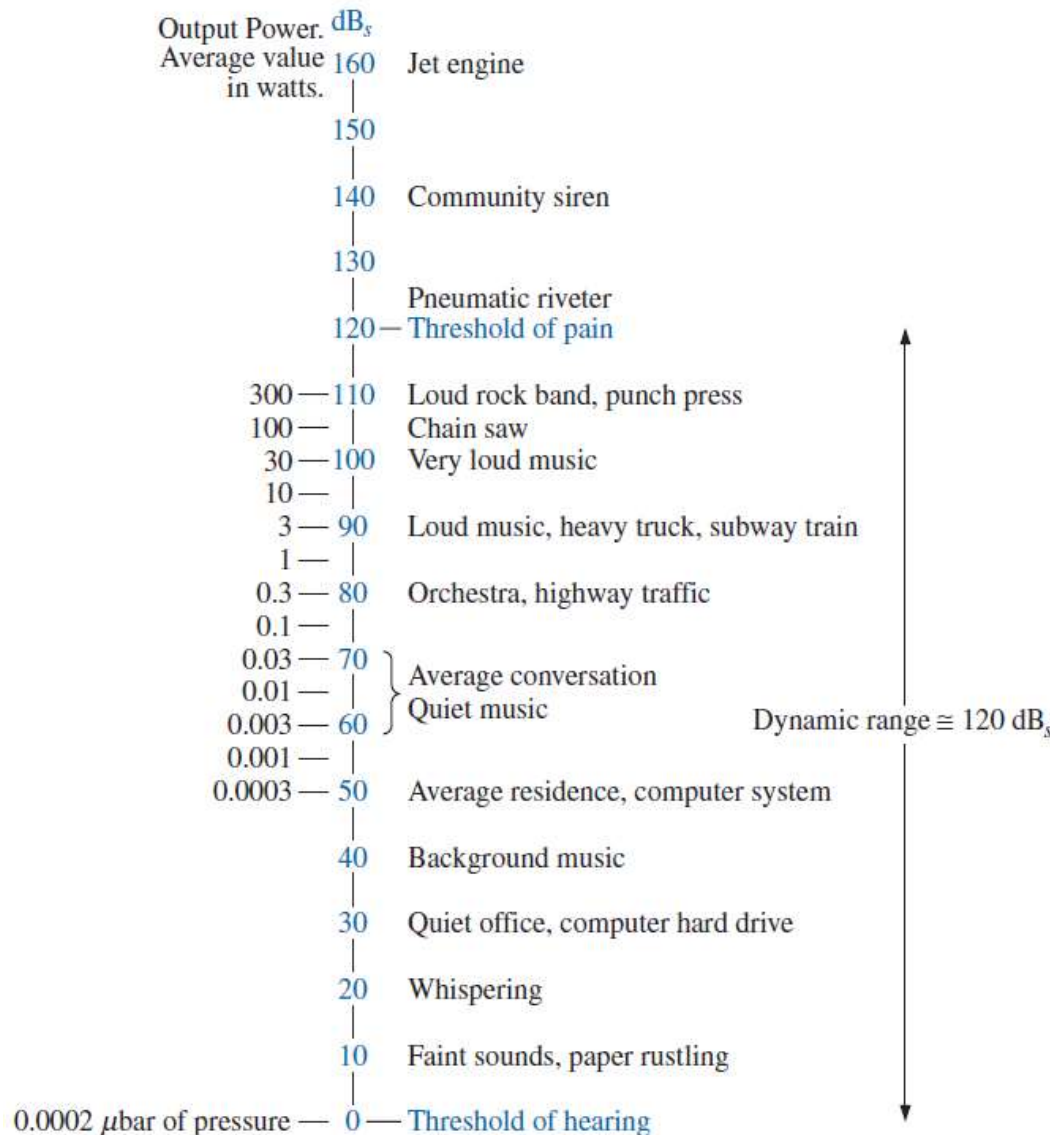 Output Power. dBs
Average value 160 Jet engine
in watts.
150
140 Community siren
130
Pneumatic riveter
120 — Threshold of pain
300 — 110 Loud rock band, punch press
100 — Chain saw
30 — 100 Very loud music
10 —
3 — 90 Loud music, heavy truck, subway train
1 —
0.3 — 80 Orchestra, highway traffic
0.1 —
0.03 — 70
Average conversation
0.01 —
Quiet music
0.003 — 60
Dynamic range ≅ 120 dBs
0.001 —
0.0003 — 50 Average residence, computer system
40 Background music
30 Quiet office, computer hard drive
20 Whispering
10 Faint sounds, paper rustling
0.0002 μbar of pressure — 0 — Threshold of hearing